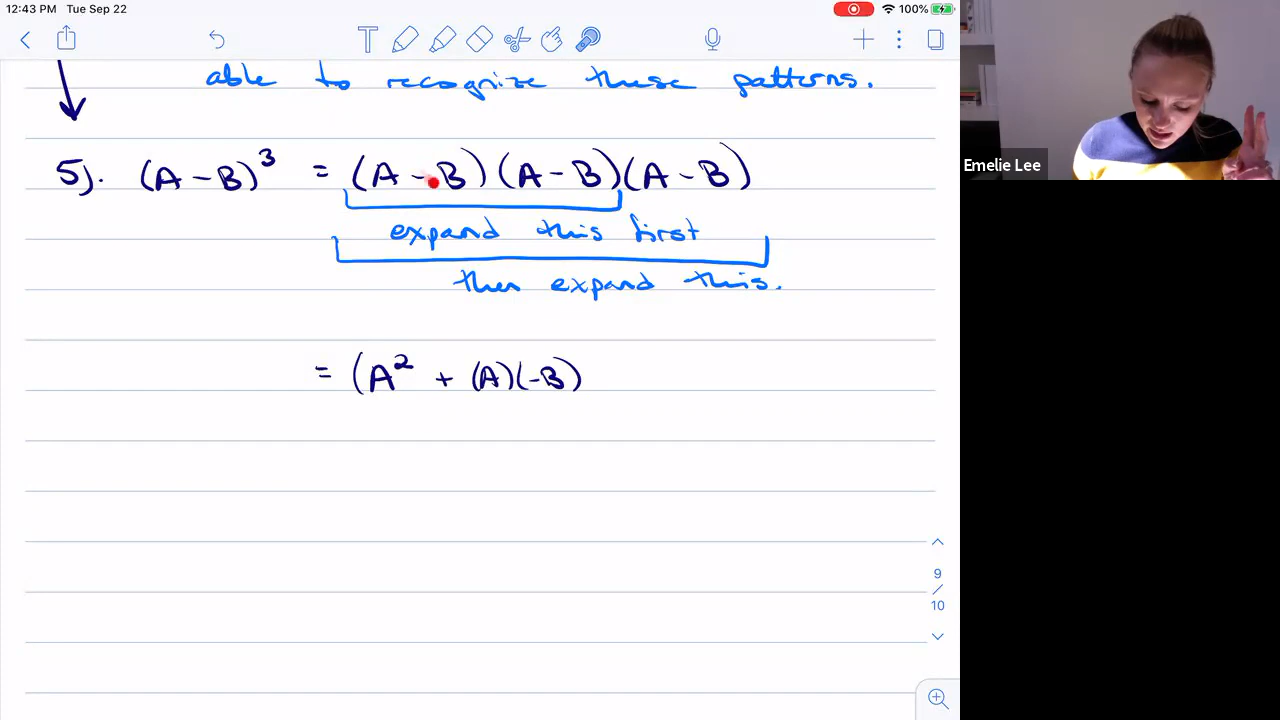 12:43 PM Tue Sep 22
100%
able to recognize these patterns.
5). (A - B)³ = (A - B)(A - B)(A - B)
expand this first
then expand this.
= (A² + (A)(-B)
9
/
10
Emelie Lee